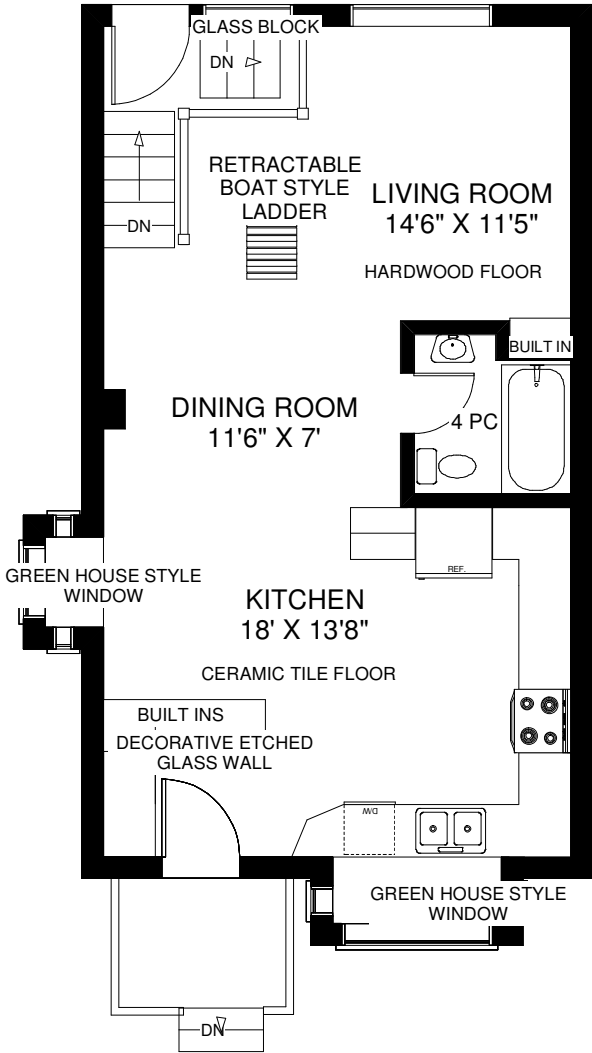 GLASS BLOCK
DN
RETRACTABLE
BOAT STYLE
LADDER
LIVING ROOM
14'6" X 11'5"
DN
HARDWOOD FLOOR
BUILT IN
DINING ROOM
11'6" X 7'
4 PC
REF.
GREEN HOUSE STYLE
WINDOW
KITCHEN
18' X 13'8"
CERAMIC TILE FLOOR
BUILT INS
DECORATIVE ETCHED
GLASS WALL
D/W
GREEN HOUSE STYLE
WINDOW
DN